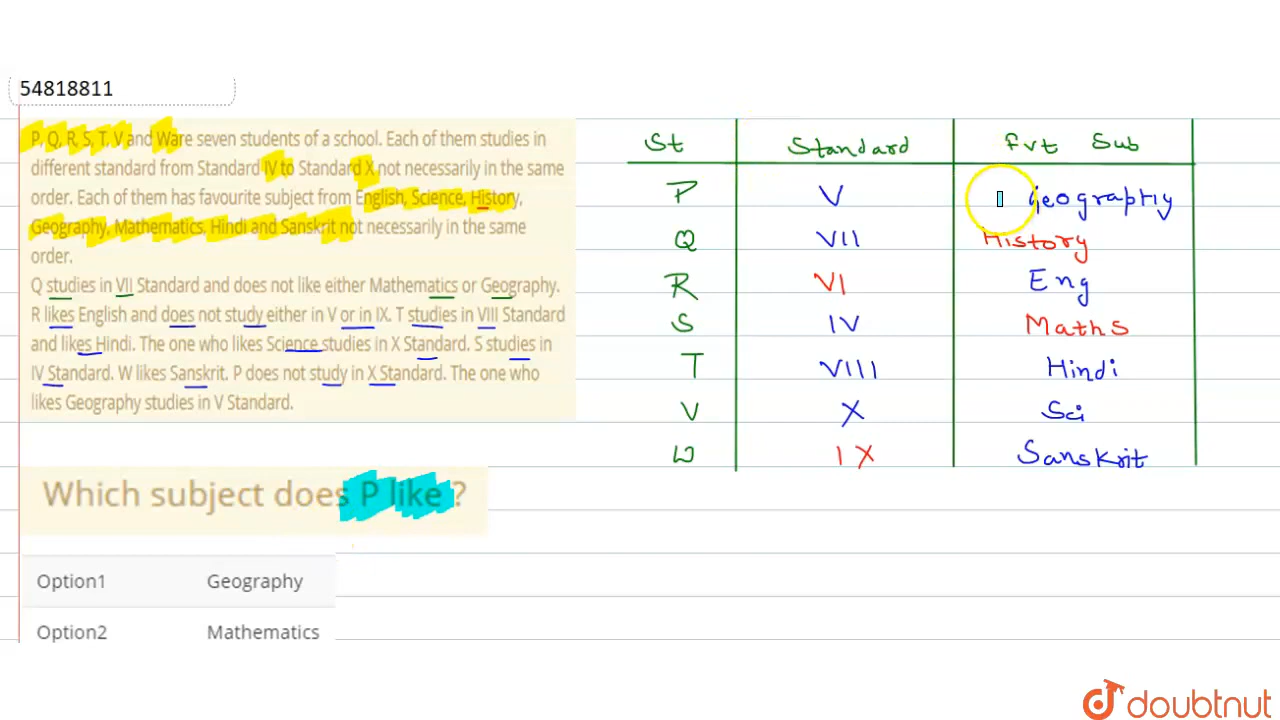 54818811
P, Q, R, S, T, V and Ware seven students of a school. Each of them studies in
different standard from Standard IV to Standard X not necessarily in the same
order. Each of them has favourite subject from English, Science, History,
Geography, Mathematics, Hindi and Sanskrit not necessarily in the same
order.
Q studies in VII Standard and does not like either Mathematics or Geography.
R likes English and does not study either in V or in IX. T studies in VIII Standard
and likes Hindi. The one who likes Science studies in X Standard. S studies in
IV Standard. W likes Sanskrit. P does not study in X Standard. The one who
likes Geography studies in V Standard.
Which subject does P like ?
Option1 Geography
Option2 Mathematics
St Standard Fvt Sub
P V Geography
Q VII History
R VI Eng
S IV Maths
T VIII Hindi
V X Sci
W IX Sanskrit
doubtnut